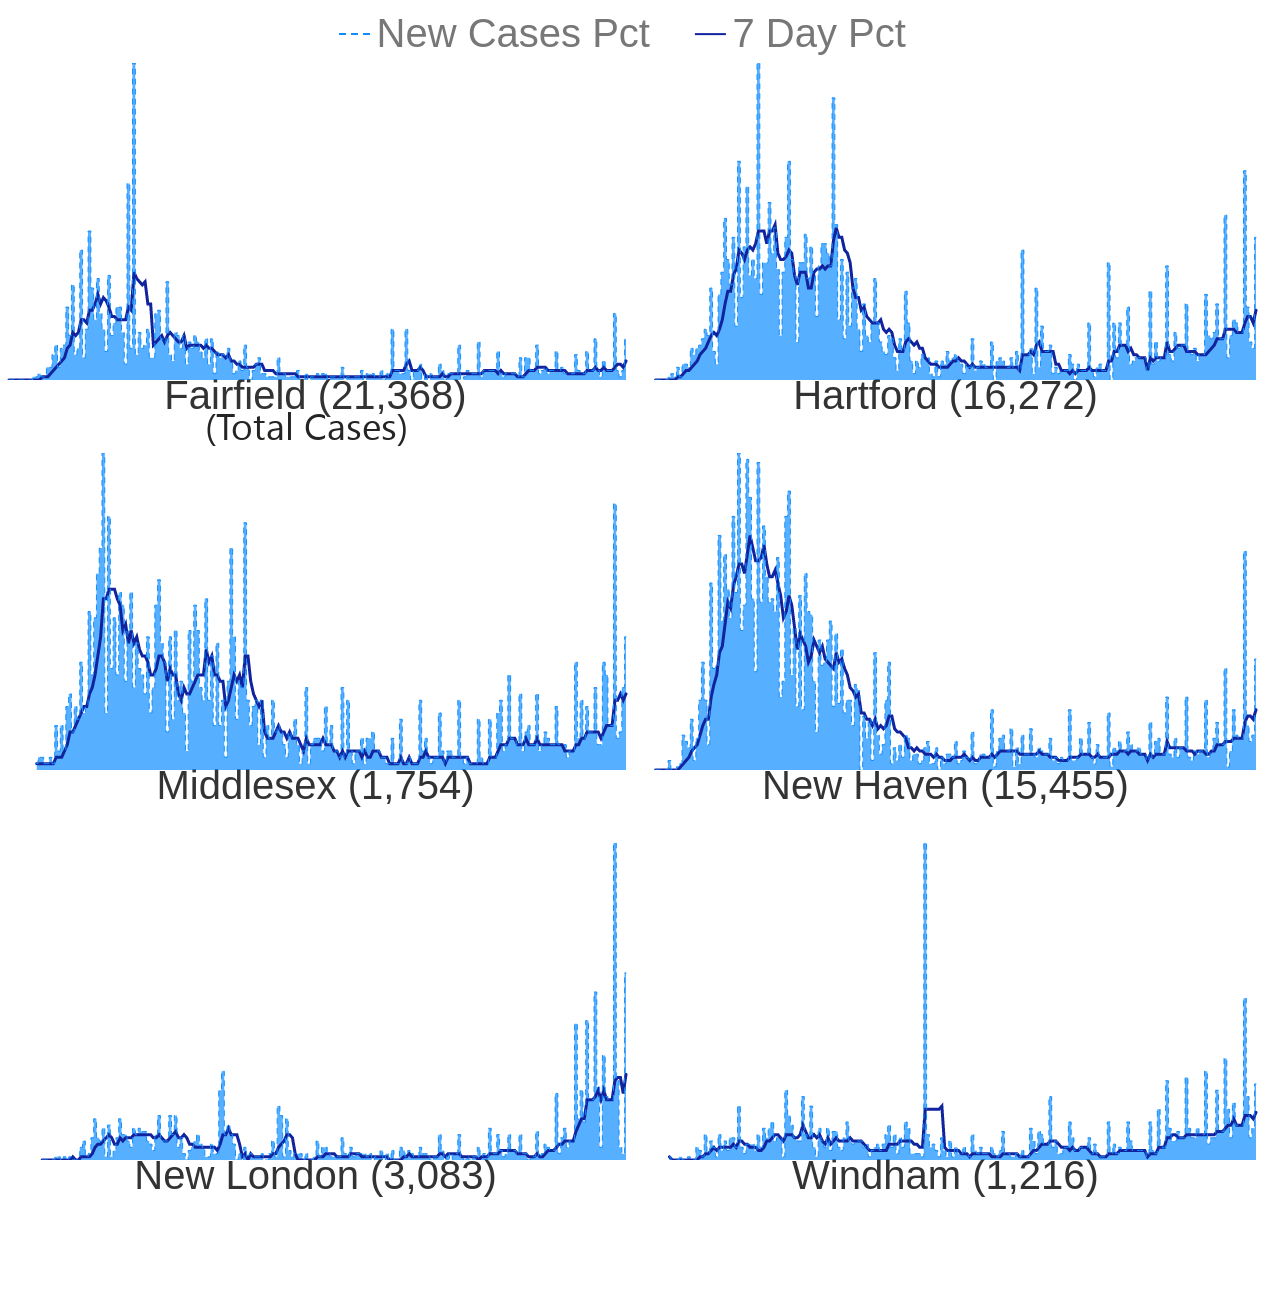 New Cases Pct 7 Day Pct
Fairfield (21,368) Hartford (16,272)
(Total Cases)
Middlesex (1,754) New Haven (15,455)
New London (3,083) Windham (1,216)